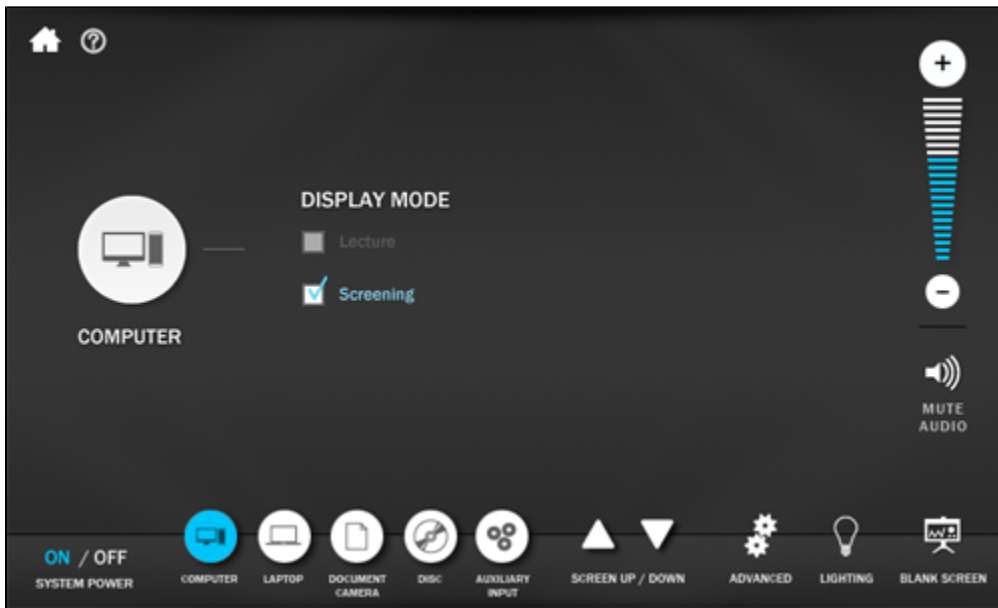 ?
+
DISPLAY MODE
Lecture
Screening
COMPUTER
−
MUTE
AUDIO
ON / OFF
SYSTEM POWER
COMPUTER
LAPTOP
DOCUMENT
CAMERA
DISC
AUXILIARY
INPUT
SCREEN UP / DOWN
ADVANCED
LIGHTING
BLANK SCREEN